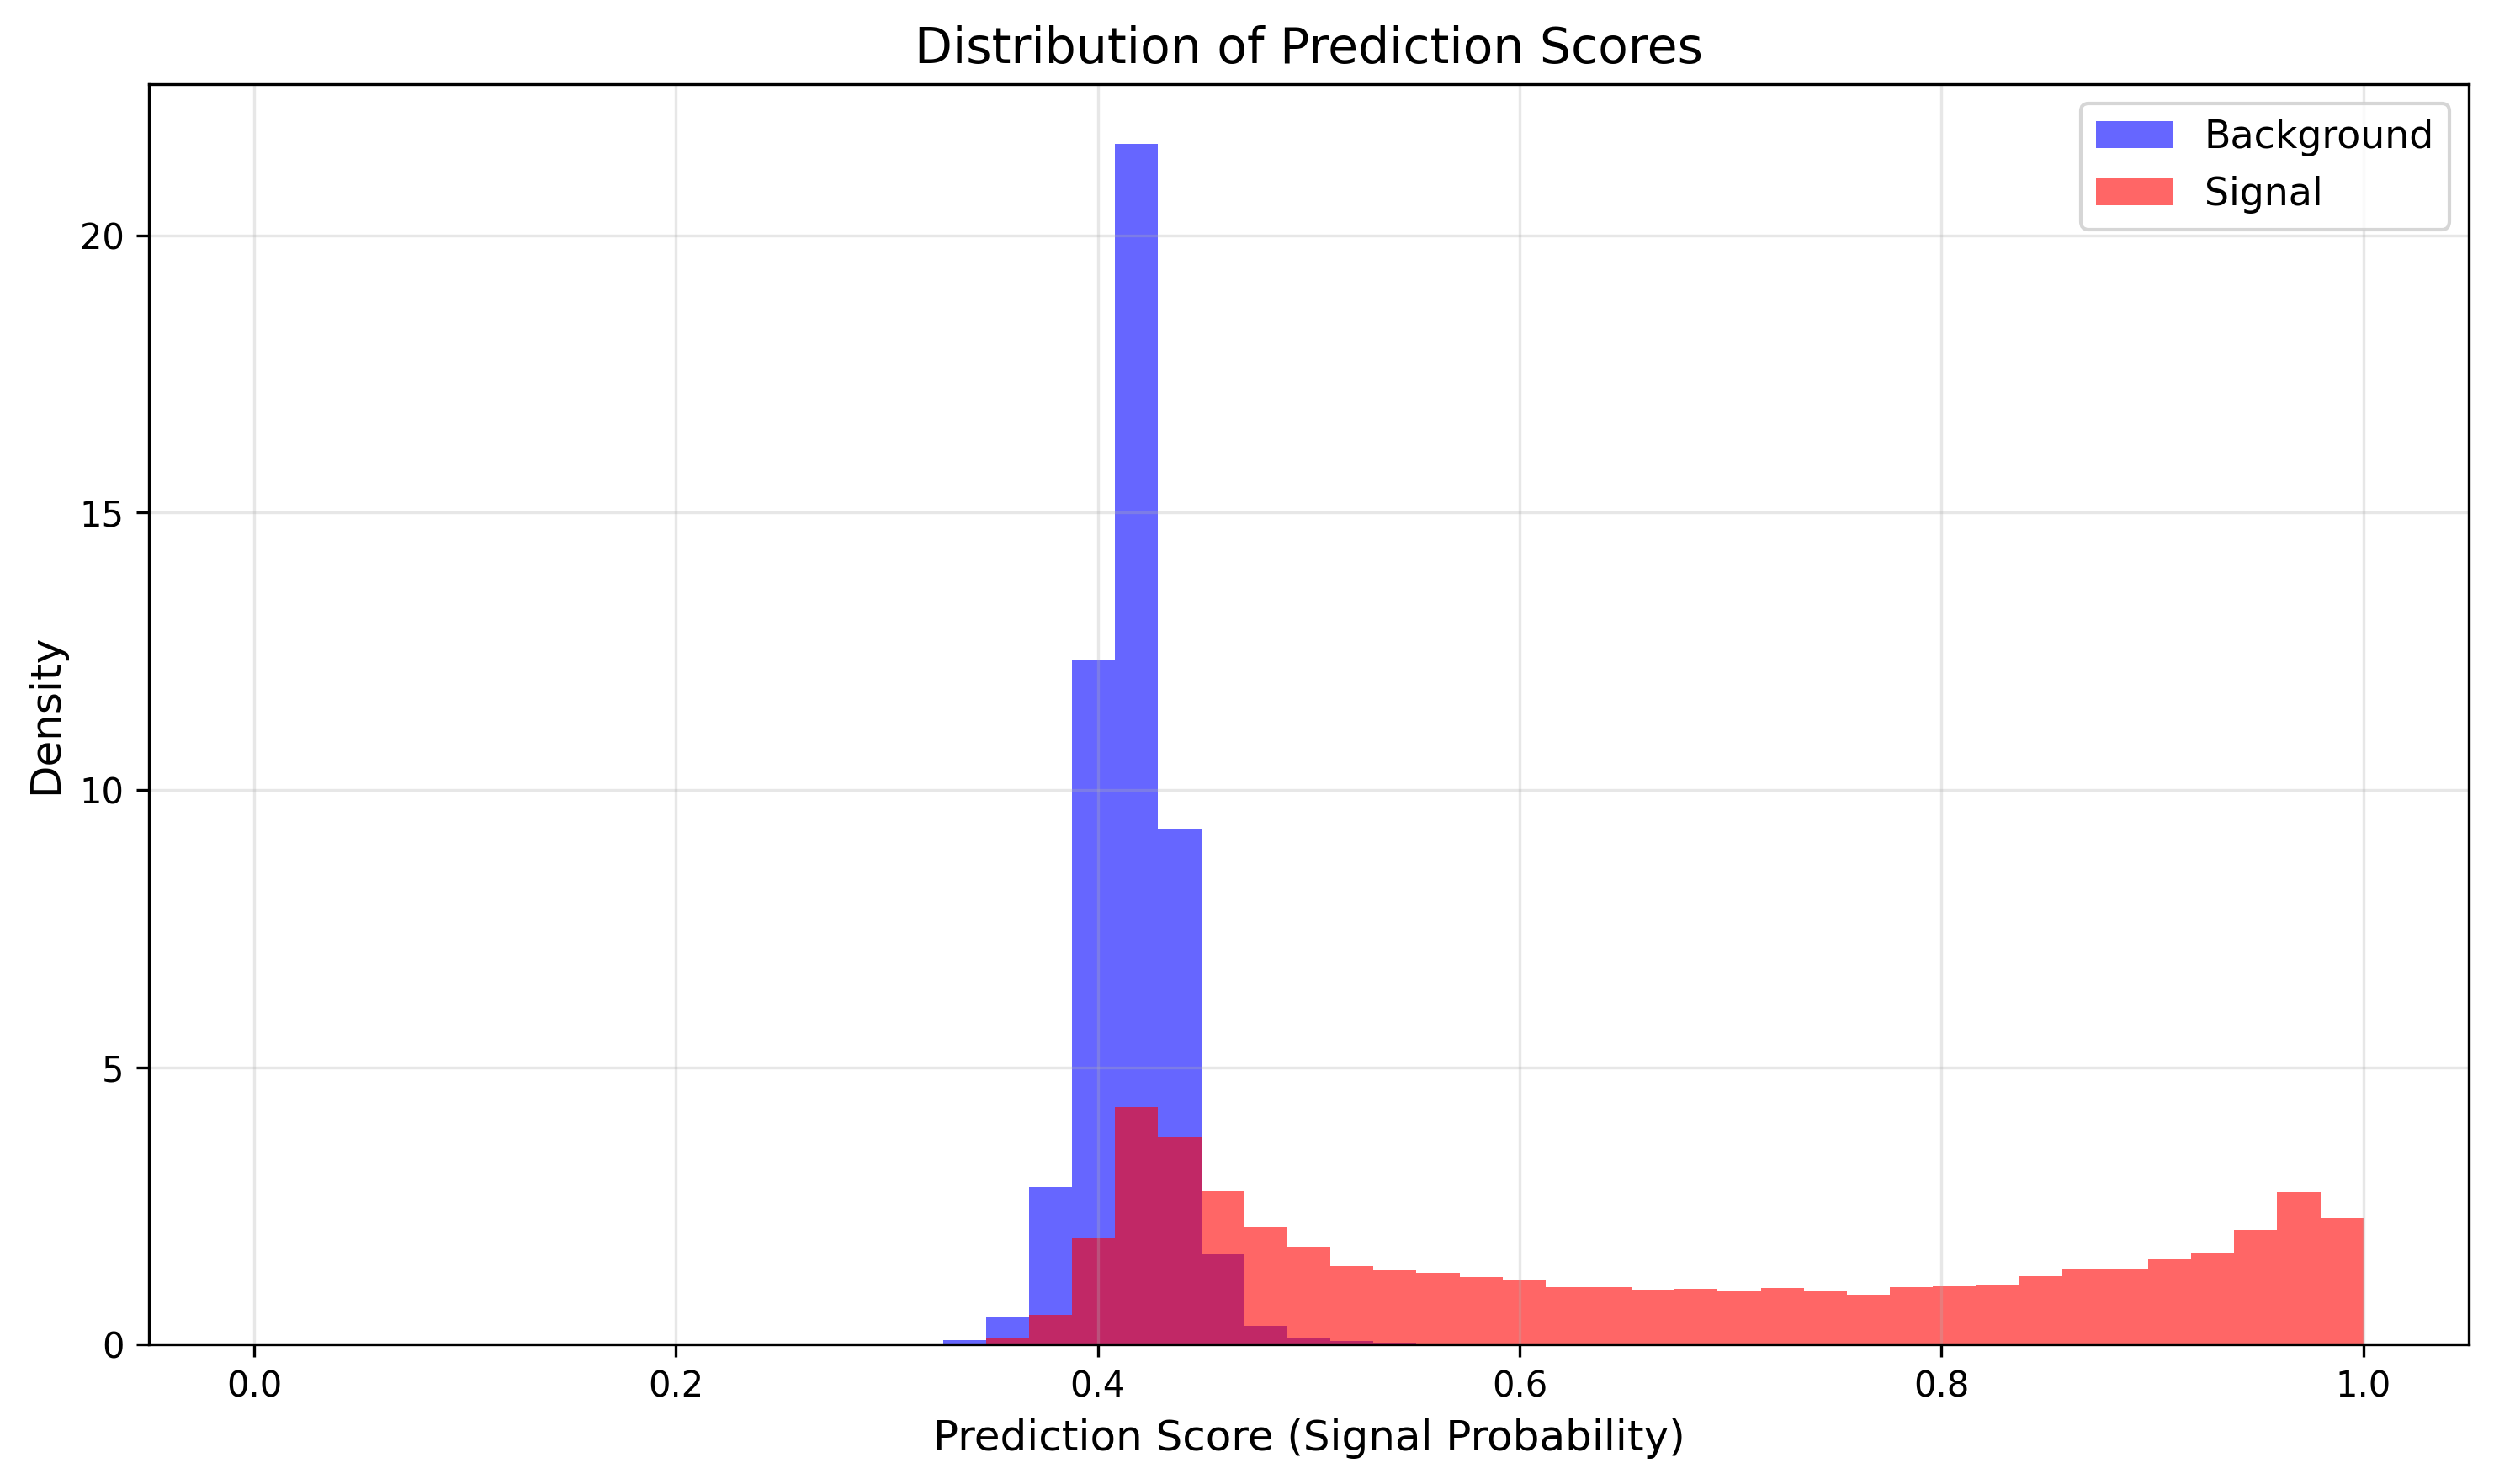 Distribution of Prediction Scores
Background
Signal
20
15
10
5
0
Density
0.0 0.2 0.4 0.6 0.8 1.0
Prediction Score (Signal Probability)